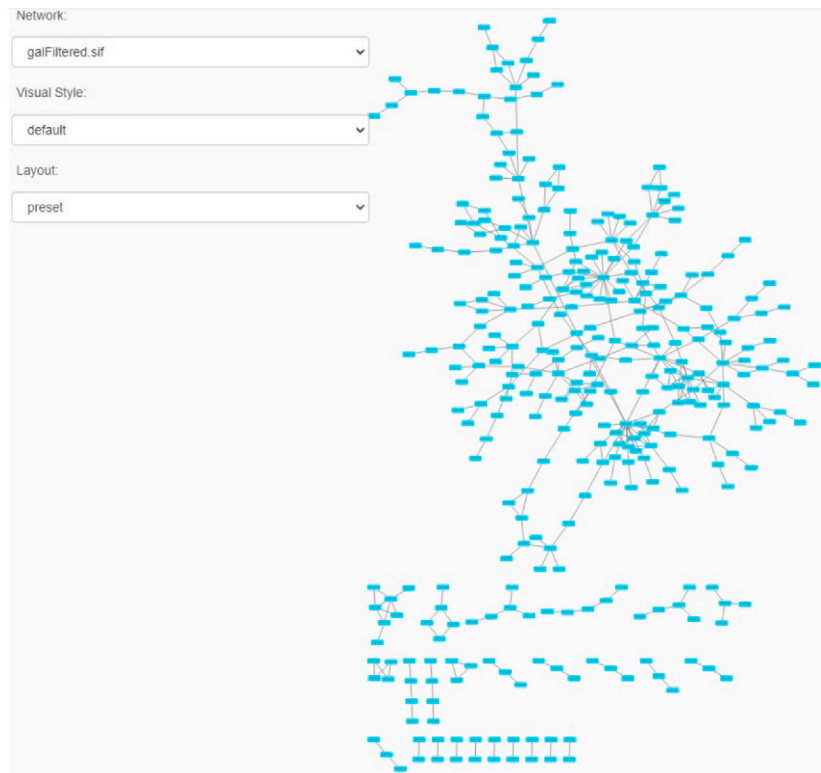 Network:
galFiltered.sif
Visual Style:
default
Layout:
preset